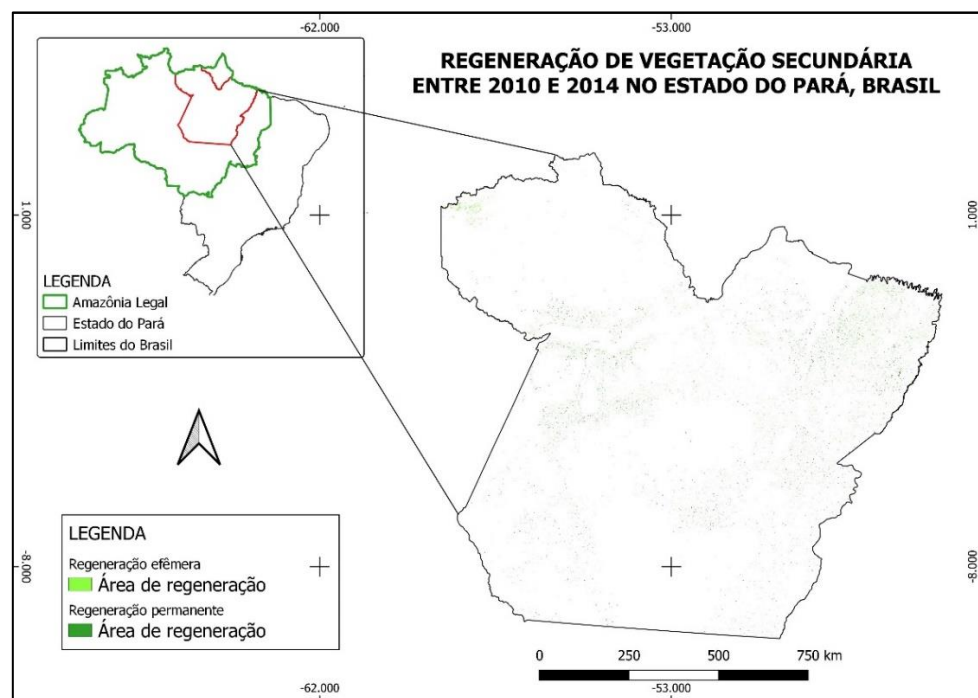 -62.000
-53.000
REGENERAÇÃO DE VEGETAÇÃO SECUNDÁRIA
ENTRE 2010 E 2014 NO ESTADO DO PARÁ, BRASIL
1.000
1.000
LEGENDA
Amazônia Legal
Estado do Pará
Limites do Brasil
LEGENDA
Regeneração efêmera
Área de regeneração
Regeneração permanente
Área de regeneração
-8.000
-8.000
0 250 500 750 km
-62.000
-53.000